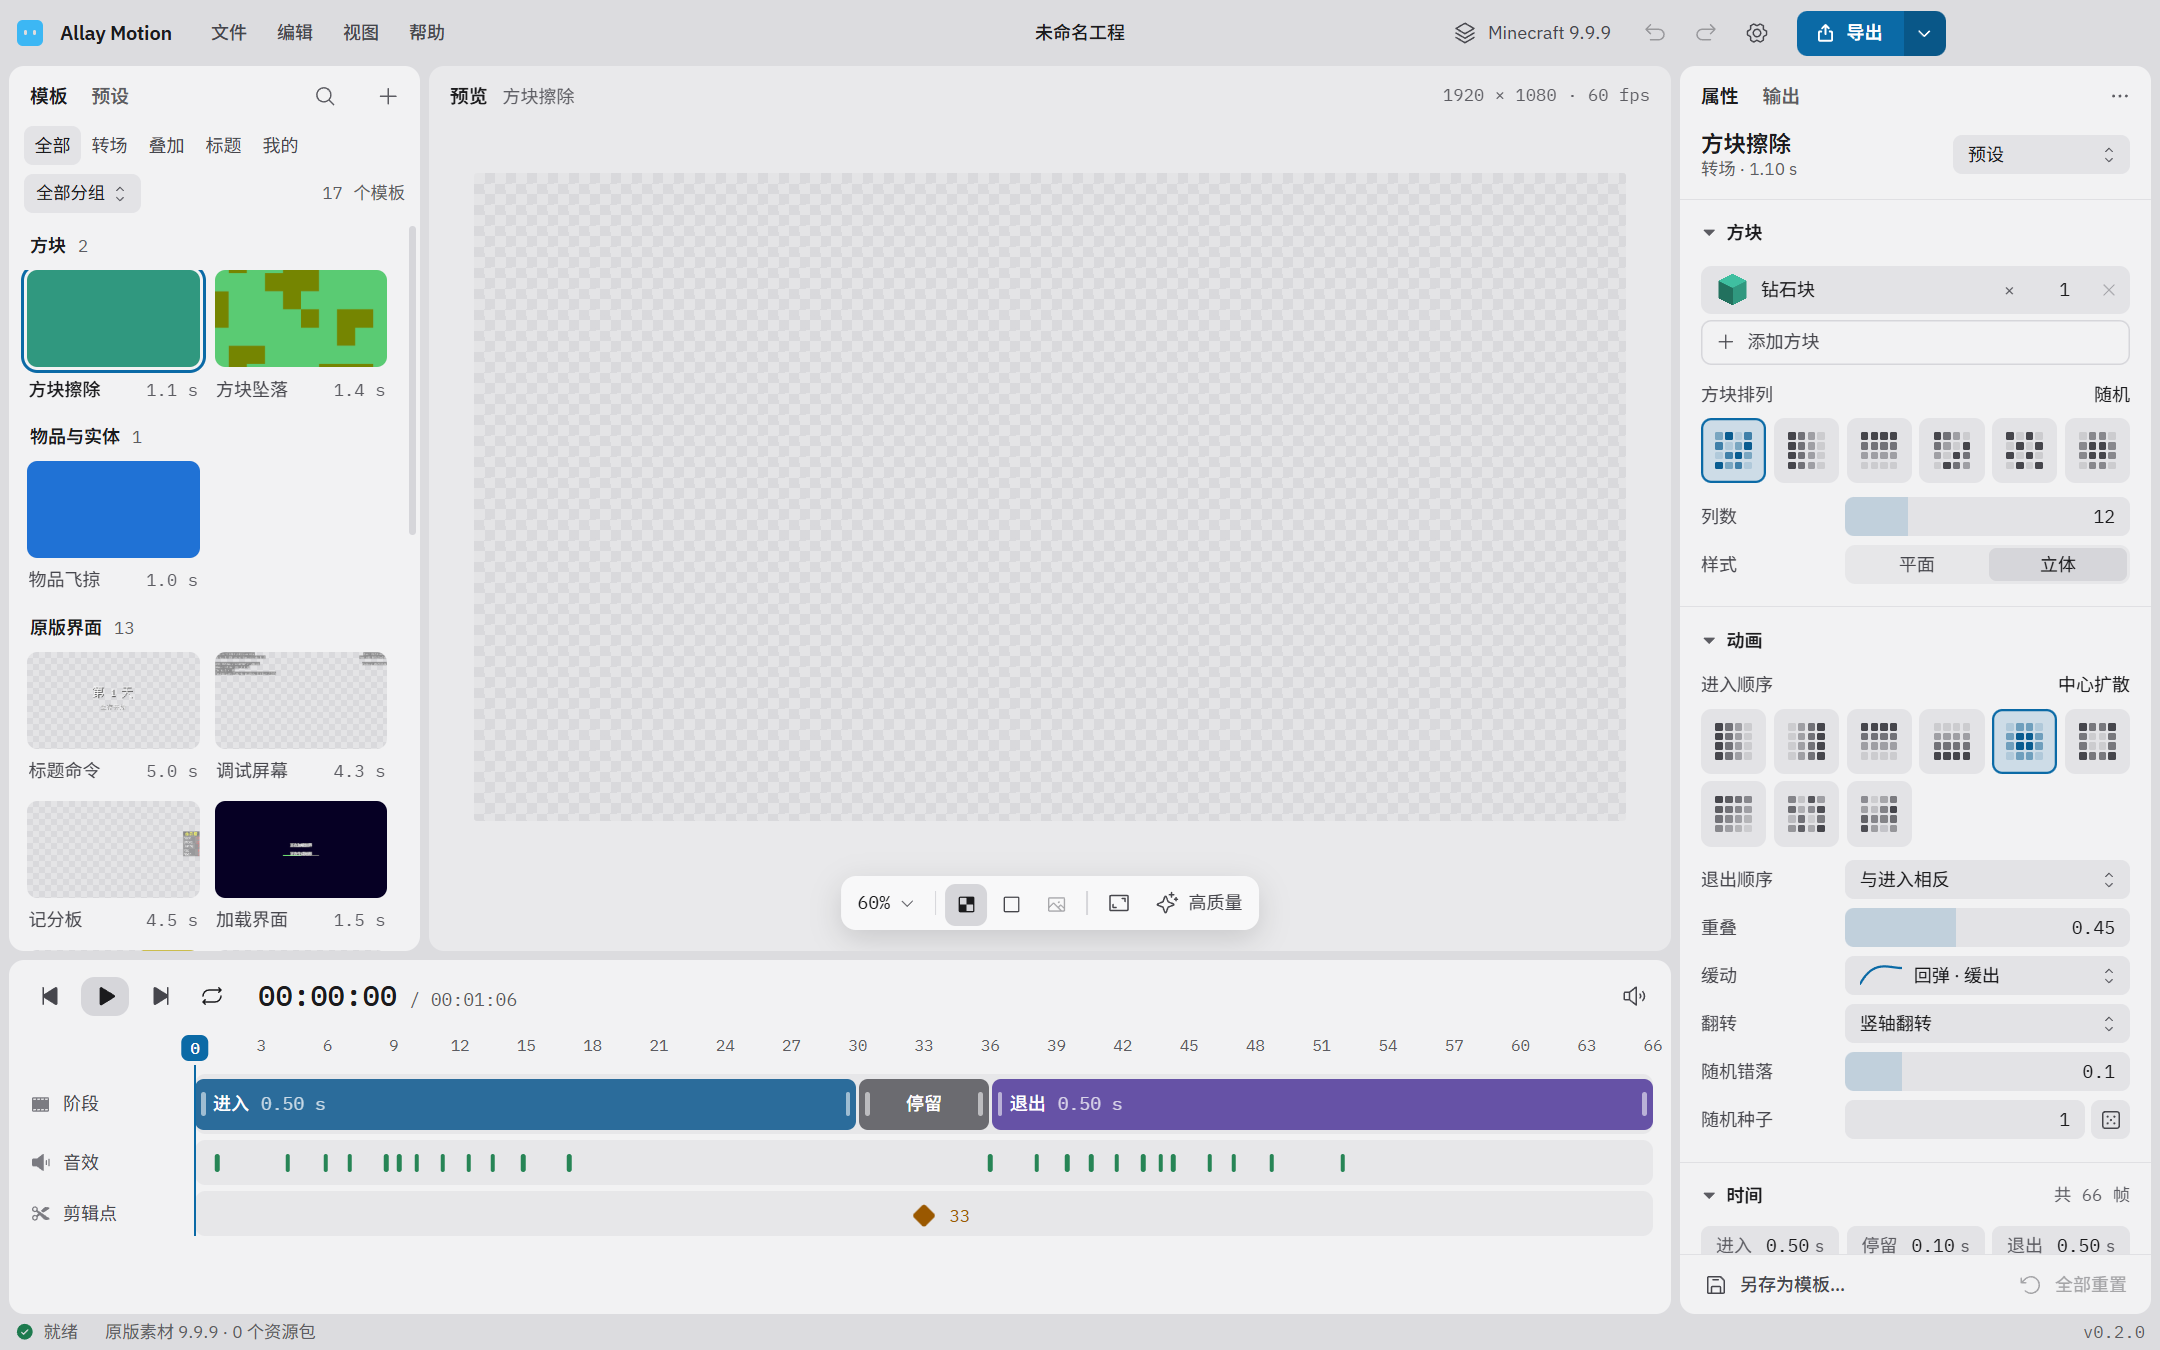 Allay Motion 文件 编辑 视图 帮助 未命名工程 Minecraft 9.9.9 导出
模板 预设
全部 转场 叠加 标题 我的
全部分组 17 个模板
方块 2
方块擦除 1.1 s 方块坠落 1.4 s
物品与实体 1
物品飞掠 1.0 s
原版界面 13
第 1 天
标题命令 5.0 s 调试屏幕 4.3 s
记分板 4.5 s 加载界面 1.5 s
预览 方块擦除 1920 × 1080 · 60 fps
60% 高质量
属性 输出
方块擦除 预设
转场 · 1.10 s
方块
钻石块 × 1
添加方块
方块排列 随机
列数 12
样式 平面 立体
动画
进入顺序 中心扩散
退出顺序 与进入相反
重叠 0.45
缓动 回弹 · 缓出
翻转 竖轴翻转
随机错落 0.1
随机种子 1
时间 共 66 帧
进入 0.50 s 停留 0.10 s 退出 0.50 s
另存为模板... 全部重置
00:00:00 / 00:01:06
0 3 6 9 12 15 18 21 24 27 30 33 36 39 42 45 48 51 54 57 60 63 66
阶段 进入 0.50 s 停留 退出 0.50 s
音效
剪辑点 33
就绪 原版素材 9.9.9 · 0 个资源包 v0.2.0